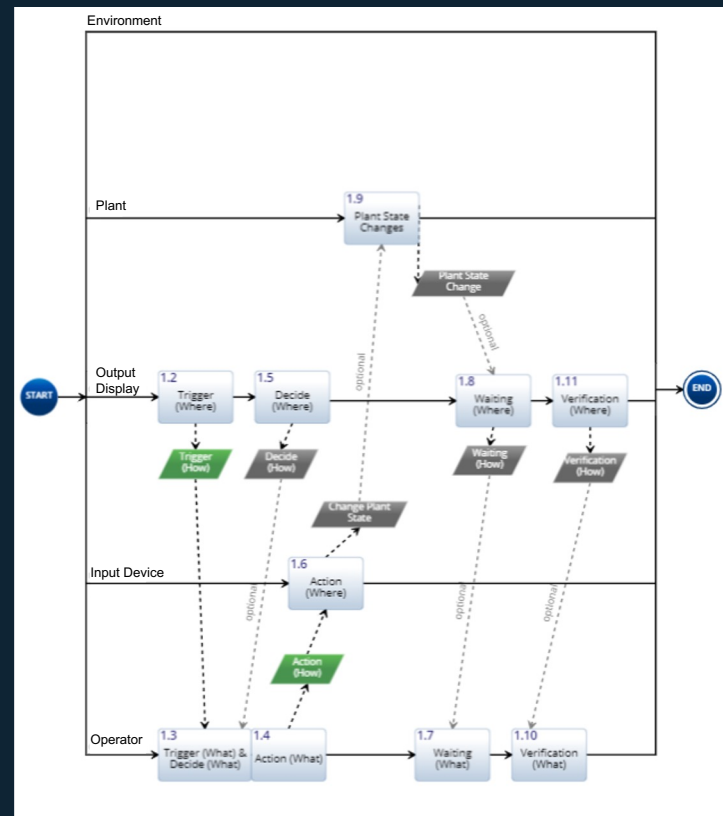 Environment
Plant
1.9
Plant State
Changes
Plant State
Change
optional
optional
Output
Display
START
1.2
Trigger
(Where)
1.5
Decide
(Where)
1.8
Waiting
(Where)
1.11
Verification
(Where)
END
Trigger
(How)
Decide
(How)
Waiting
(How)
Verification
(How)
Change Plant
State
Input Device
1.6
Action
(Where)
optional
optional
optional
Action
(How)
Operator
1.3
Trigger (What) &
Decide (What)
1.4
Action (What)
1.7
Waiting
(What)
1.10
Verification
(What)